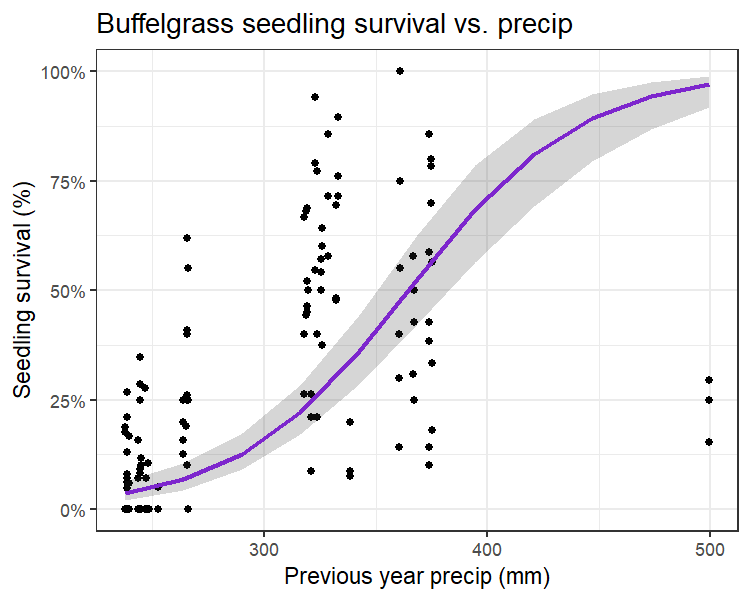 Buffelgrass seedling survival vs. precip
100%
75%
50%
25%
0%
Seedling survival (%)
300 400 500
Previous year precip (mm)